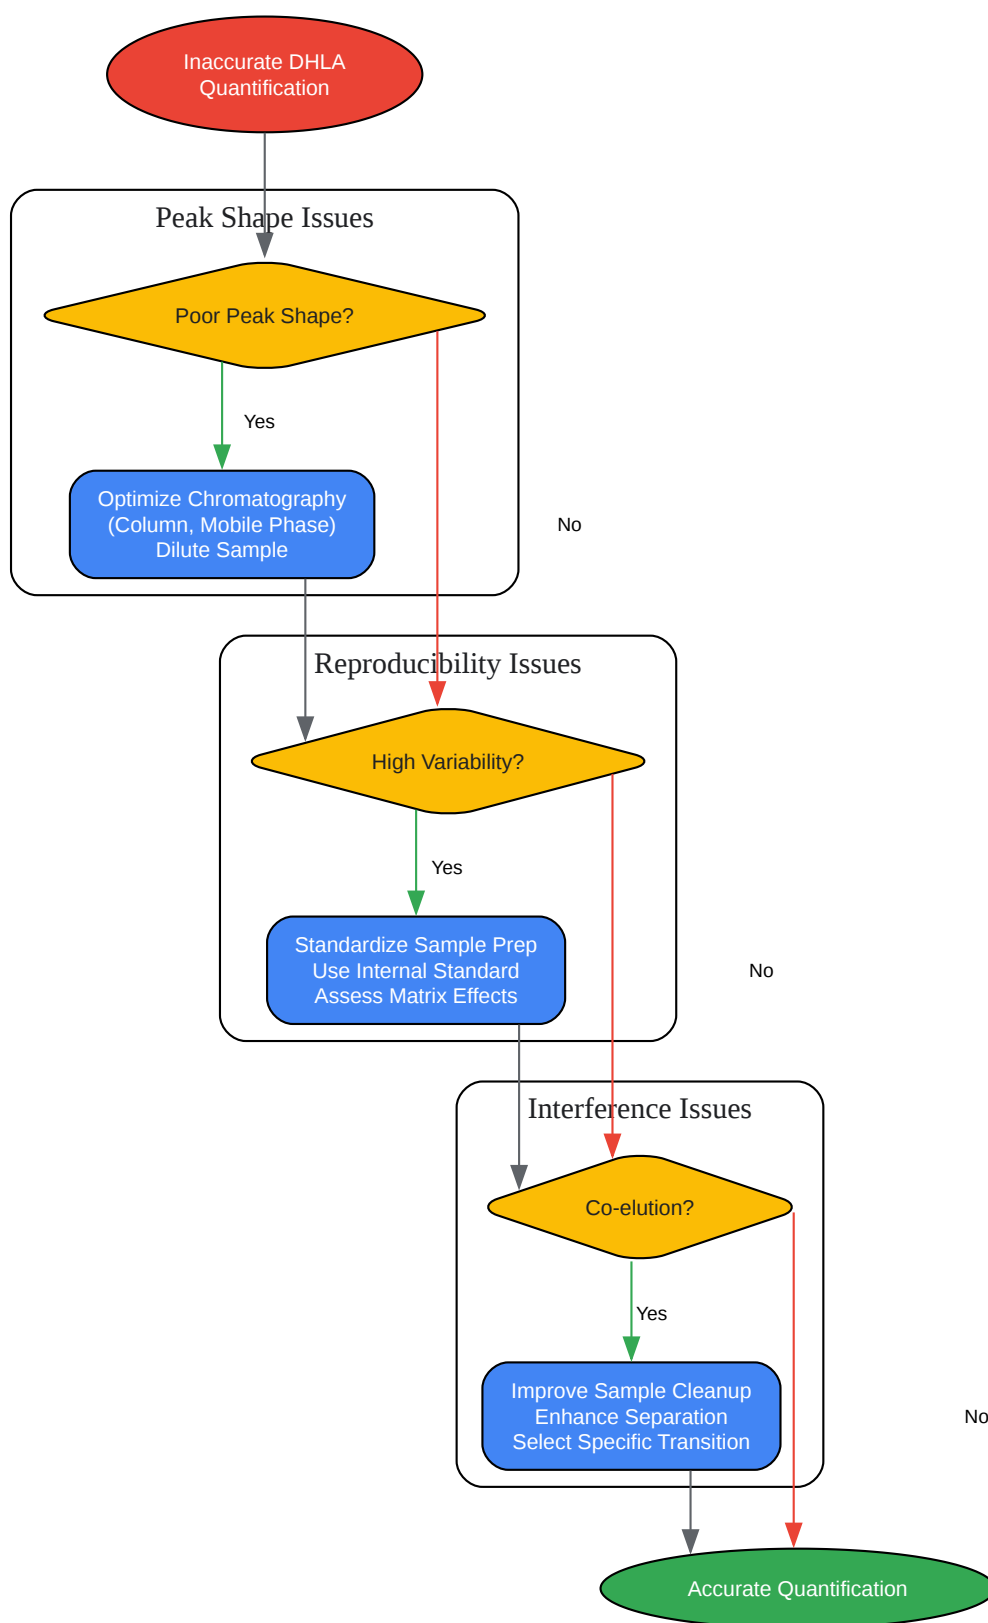 Inaccurate DHLA
Quantification
Peak Shape Issues
Poor Peak Shape?
Yes
Optimize Chromatography
(Column, Mobile Phase)
Dilute Sample
No
Reproducibility Issues
High Variability?
Yes
Standardize Sample Prep
Use Internal Standard
Assess Matrix Effects
No
Interference Issues
Co-elution?
Yes
Improve Sample Cleanup
Enhance Separation
Select Specific Transition
No
Accurate Quantification